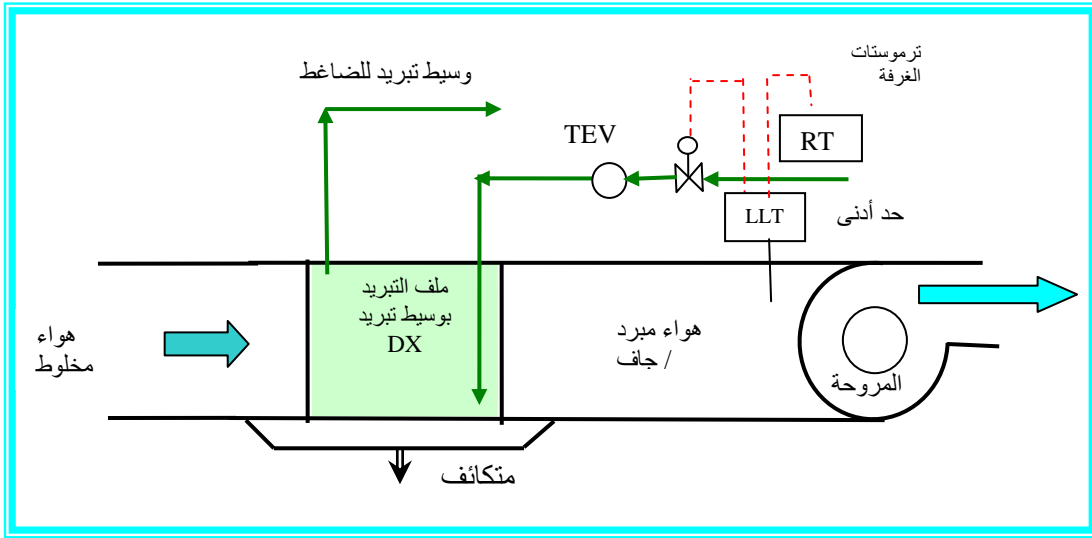 ترموستات
الغرفة
وسيط تبريد للضاغط
TEV
RT
LLT
حد أدنى
ملف التبريد
بوسيط تبريد
DX
هواء
مخلوط
هواء مبرد
/ جاف
المروحة
متكاثف